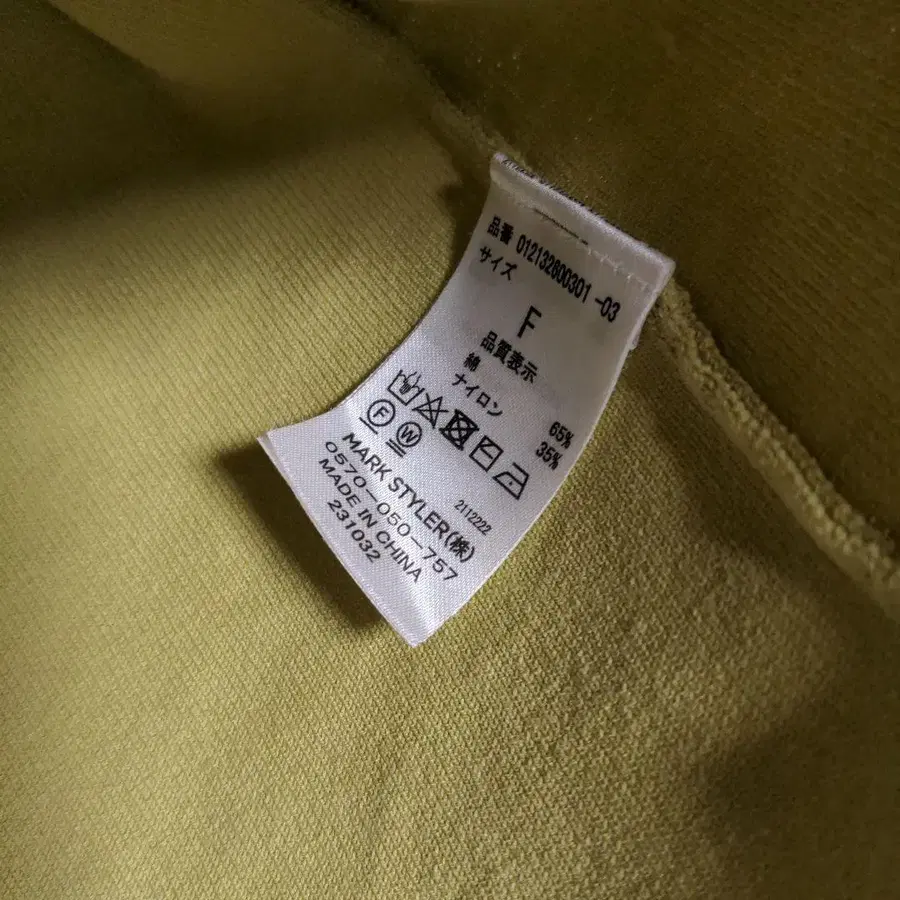 品番 012132600301 -03
サイズ
F
品質表示
綿 65%
ナイロン 35%
F W
2112222
MARK STYLER(株)
0570-050-757
MADE IN CHINA
231032